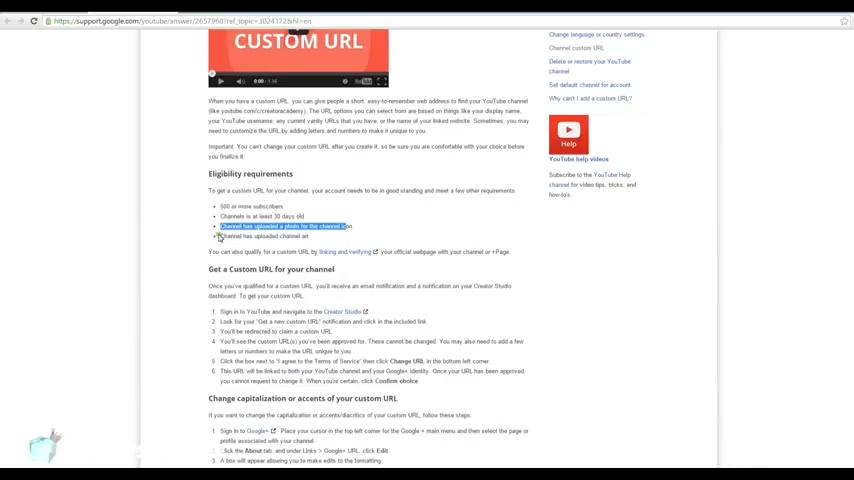 https://support.google.com/youtube/answer/2657968?ref_topic=3024172&hl=en
CUSTOM URL
0:00 / 1:16
YouTube
When you have a custom URL, you can give people a short, easy-to-remember web address to find your YouTube channel
(like youtube.com/c/creatoracademy). The URL options you can select from are based on things like your display name,
your YouTube username, any current vanity URLs that you have, or the name of your linked website. Sometimes, you may
need to customize the URL by adding letters and numbers to make it unique to you.
Important: You can't change your custom URL after you create it, so be sure you are comfortable with your choice before
you finalize it.
Eligibility requirements
To get a custom URL for your channel, your account needs to be in good standing and meet a few other requirements:
• 500 or more subscribers
• Channels is at least 30 days old
• Channel has uploaded a photo for the channel icon
• Channel has uploaded channel art
You can also qualify for a custom URL by linking and verifying your official webpage with your channel or +Page.
Get a Custom URL for your channel
Once you've qualified for a custom URL, you'll receive an email notification and a notification on your Creator Studio
dashboard. To get your custom URL:
1. Sign in to YouTube and navigate to the Creator Studio
2. Look for your "Get a new custom URL" notification and click in the included link.
3. You'll be redirected to claim a custom URL.
4. You'll see the custom URL(s) you've been approved for. These cannot be changed. You may also need to add a few
letters or numbers to make the URL unique to you.
5. Click the box next to "I agree to the Terms of Service" then click Change URL in the bottom left corner.
6. This URL will be linked to both your YouTube channel and your Google+ identity. Once your URL has been approved,
you cannot request to change it. When you're certain, click Confirm choice.
Change capitalization or accents of your custom URL
If you want to change the capitalization or accents/diacritics of your custom URL, follow these steps:
1. Sign in to Google+ . Place your cursor in the top left corner for the Google + main menu and then select the page or
profile associated with your channel
2. Click the About tab, and under Links > Google+ URL, click Edit
3. A box will appear allowing you to make edits to the formatting.
Change language or country settings
Change custom URL
Delete or restore your YouTube
channel
Set default channel for account
Why can't I add a custom URL?
Help
YouTube help videos
Subscribe to the YouTube Help
channel for video tips, tricks, and
how-to's.